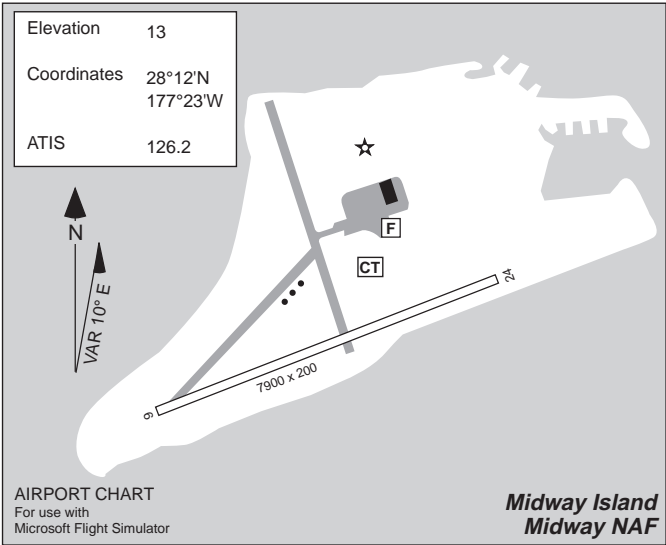 Elevation 13
Coordinates 28°12'N
177°23'W
ATIS 126.2
N
VAR 10° E
F
CT
24
7900 x 200
6
AIRPORT CHART
For use with
Microsoft Flight Simulator
Midway Island
Midway NAF